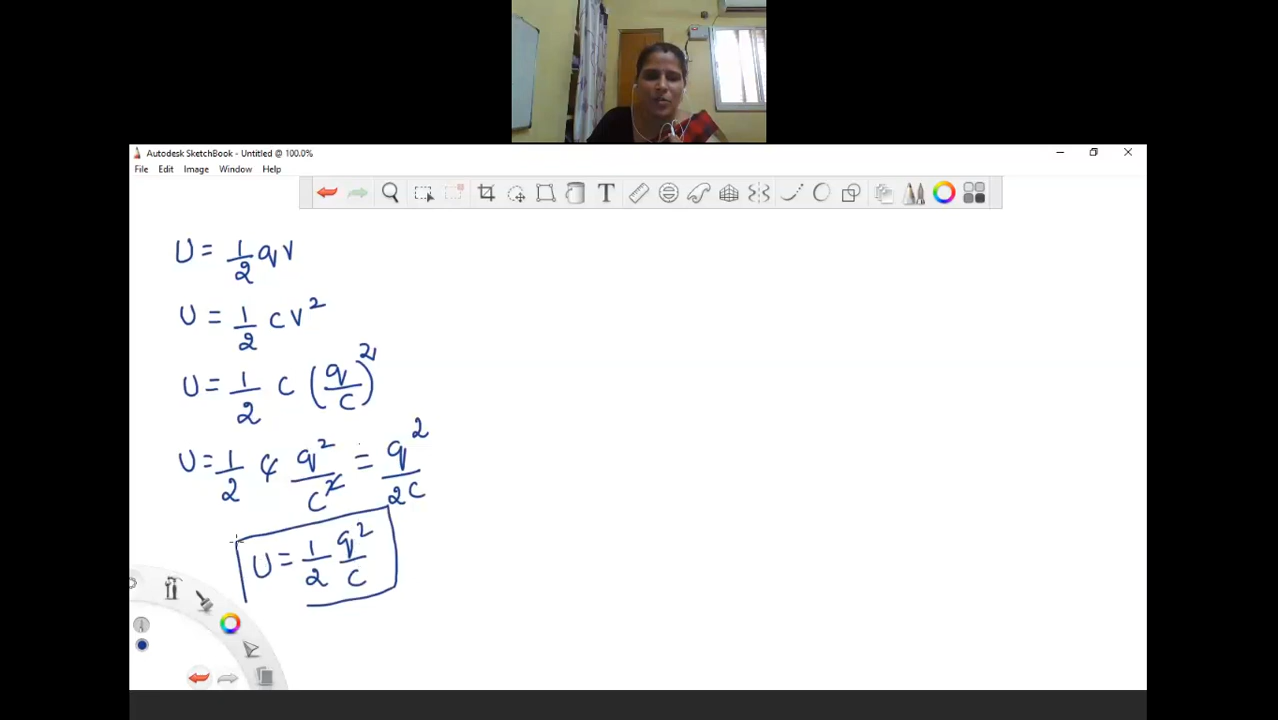 Autodesk SketchBook - Untitled @ 100.0%
File Edit Image Window Help
T
U = 1/2 qV
U = 1/2 CV²
U = 1/2 C (q/C)²
U = 1/2 C q²/C² = q²/2C
U = 1/2 q²/C